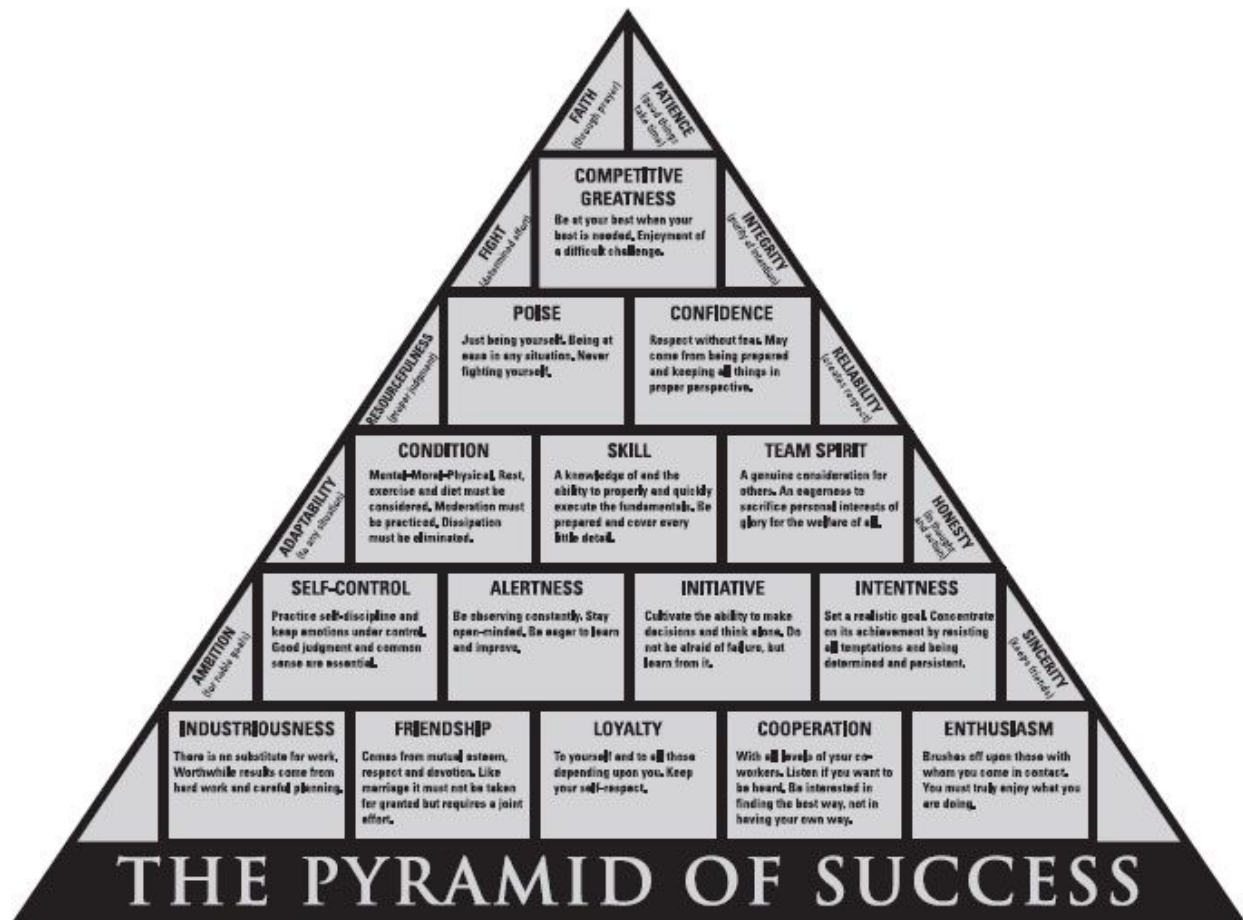 FAITH
(through prayer)
PATIENCE
(good things
take time)
COMPETITIVE
GREATNESS
Be at your best when your
best is needed. Enjoyment of
a difficult challenge.
FIGHT
(determined effort)
INTEGRITY
(purity of intention)
POISE
Just being yourself. Being at
ease in any situation. Never
fighting yourself.
CONFIDENCE
Respect without fear. May
come from being prepared
and keeping all things in
proper perspective.
RESOURCEFULNESS
(proper judgment)
RELIABILITY
(creates respect)
CONDITION
Mental-Moral-Physical. Rest,
exercise and diet must be
considered. Moderation must
be practiced. Dissipation
must be eliminated.
SKILL
A knowledge of and the
ability to properly and quickly
execute the fundamentals. Be
prepared and cover every
little detail.
TEAM SPIRIT
A genuine consideration for
others. An eagerness to
sacrifice personal interests of
glory for the welfare of all.
ADAPTABILITY
(to any situation)
HONESTY
(in thought
and action)
SELF-CONTROL
Practice self-discipline and
keep emotions under control.
Good judgment and common
sense are essential.
ALERTNESS
Be observing constantly. Stay
open-minded. Be eager to learn
and improve.
INITIATIVE
Cultivate the ability to make
decisions and think alone. Do
not be afraid of failure, but
learn from it.
INTENTNESS
Set a realistic goal. Concentrate
on its achievement by resisting
all temptations and being
determined and persistent.
AMBITION
(for noble goals)
SINCERITY
(keeps friends)
INDUSTRIOUSNESS
There is no substitute for work.
Worthwhile results come from
hard work and careful planning.
FRIENDSHIP
Comes from mutual esteem,
respect and devotion. Like
marriage it must not be taken
for granted but requires a joint
effort.
LOYALTY
To yourself and to all those
depending upon you. Keep
your self-respect.
COOPERATION
With all levels of your co-
workers. Listen if you want to
be heard. Be interested in
finding the best way, not in
having your own way.
ENTHUSIASM
Brushes off upon those with
whom you come in contact.
You must truly enjoy what you
are doing.
THE PYRAMID OF SUCCESS